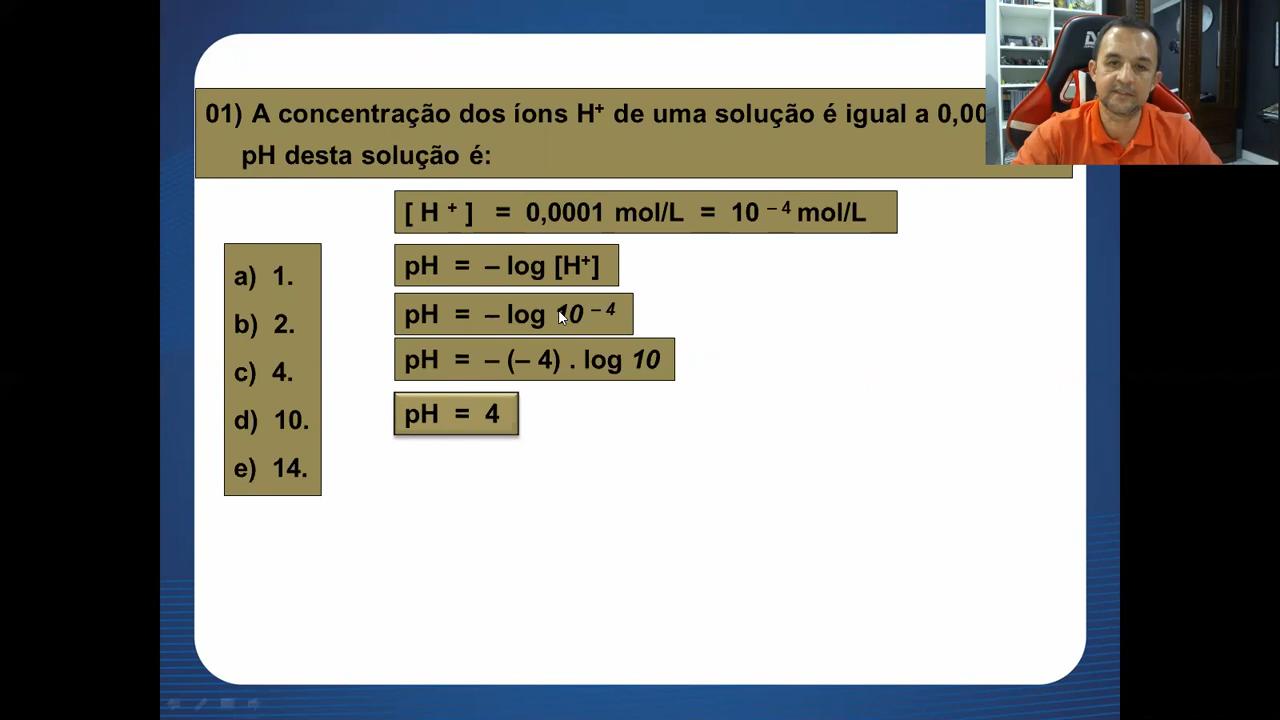 01) A concentração dos íons H⁺ de uma solução é igual a 0,00
pH desta solução é:
[ H ⁺ ] = 0,0001 mol/L = 10 ⁻ ⁴ mol/L
pH = – log [H⁺]
pH = – log 10 ⁻ ⁴
pH = – (– 4) . log 10
pH = 4
a) 1.
b) 2.
c) 4.
d) 10.
e) 14.